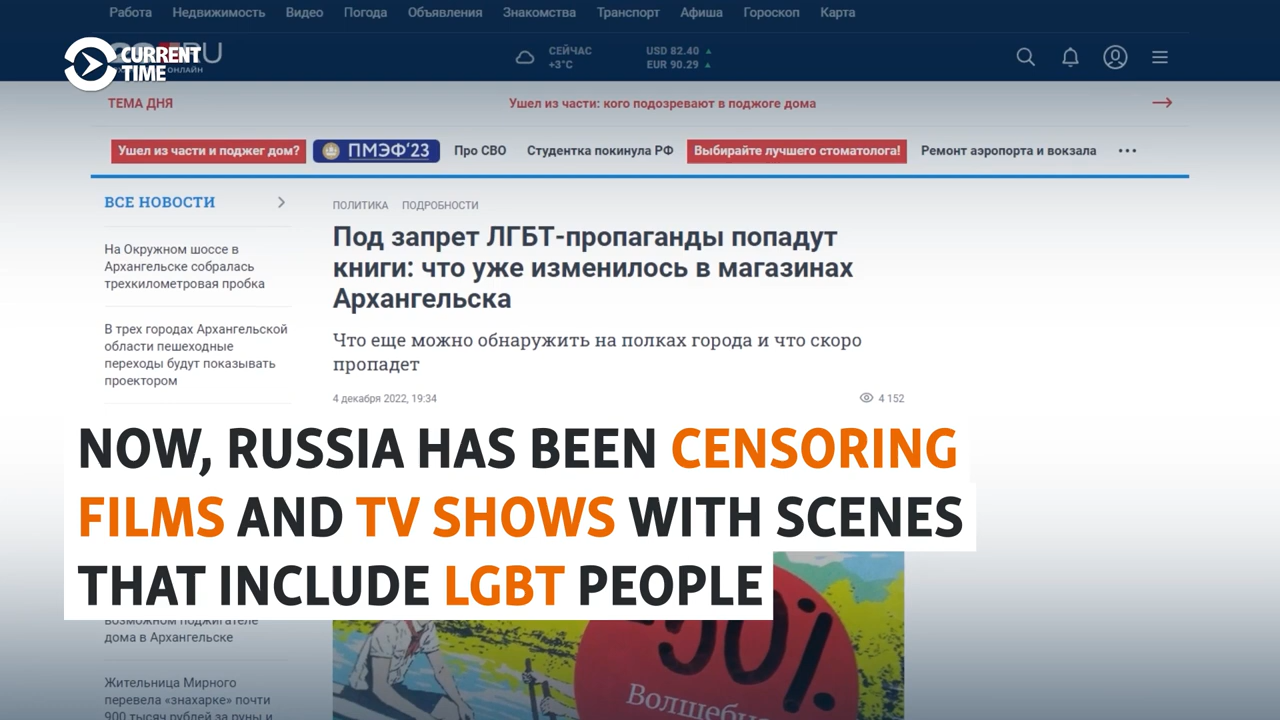 Работа Недвижимость Видео Погода Объявления Знакомства Транспорт Афиша Гороскоп Карта
CURRENT
TIME
RU
ОНЛАЙН
СЕЙЧАС
+3°C
USD 82.40
EUR 90.29
ТЕМА ДНЯ
Ушел из части: кого подозревают в поджоге дома
Ушел из части и поджег дом? ПМЭФ'23 Про СВО Студентка покинула РФ Выбирайте лучшего стоматолога! Ремонт аэропорта и вокзала
ВСЕ НОВОСТИ
На Окружном шоссе в
Архангельске собралась
трехкилометровая пробка
В трех городах Архангельской
области пешеходные
переходы будут показывать
проектором
ПОЛИТИКА ПОДРОБНОСТИ
Под запрет ЛГБТ-пропаганды попадут
книги: что уже изменилось в магазинах
Архангельска
Что еще можно обнаружить на полках города и что скоро
пропадет
4 декабря 2022, 19:34
4 152
NOW, RUSSIA HAS BEEN CENSORING
FILMS AND TV SHOWS WITH SCENES
THAT INCLUDE LGBT PEOPLE
возможном поджигателе
дома в Архангельске
Жительница Мирного
перевела «знахарке» почти
900 тысяч рублей за руны и
50%